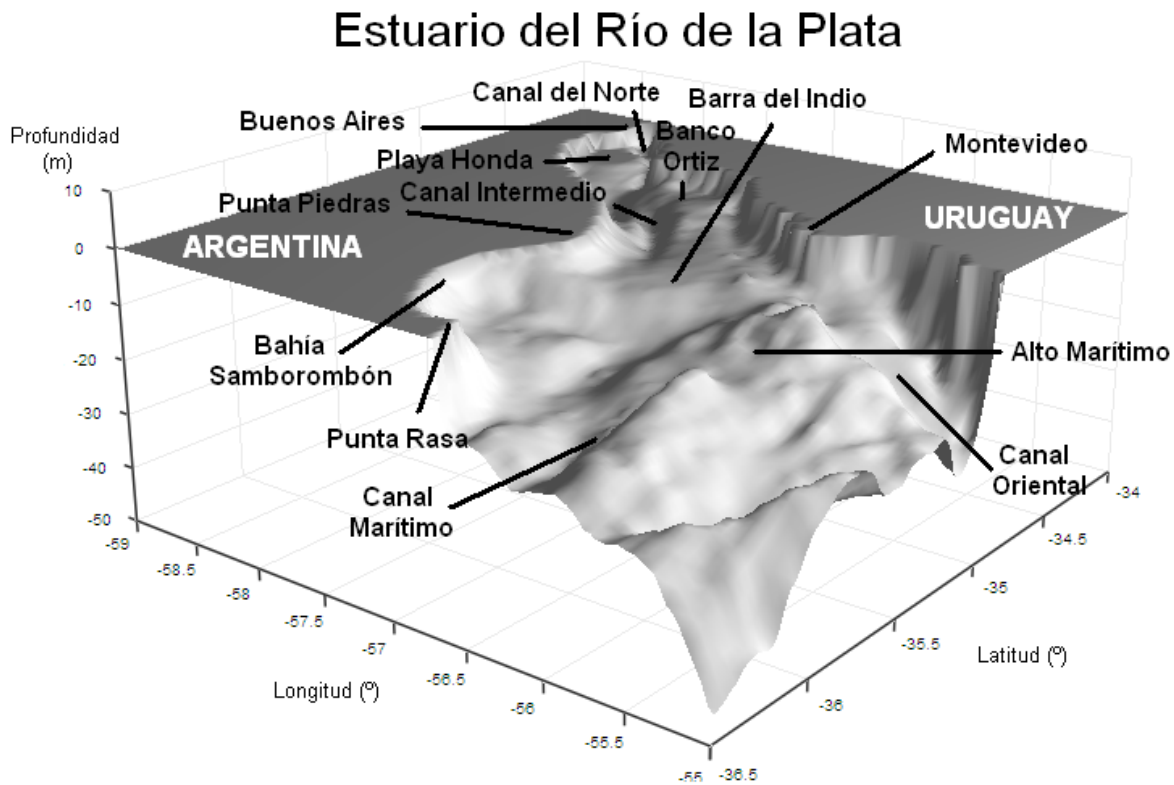 Estuario del Río de la Plata
Canal del Norte
Barra del Indio
Buenos Aires
Banco
Ortiz
Montevideo
Profundidad
(m)
Playa Honda
Canal Intermedio
Punta Piedras
ARGENTINA
URUGUAY
10
0
-10
-20
-30
-40
-50
Bahía
Samborombón
Alto Marítimo
Punta Rasa
Canal
Marítimo
Canal
Oriental
-59
-58.5
-58
-57.5
-57
-56.5
-56
-55.5
-55
Longitud (º)
-36.5
-36
-35.5
-35
-34.5
-34
Latitud (º)